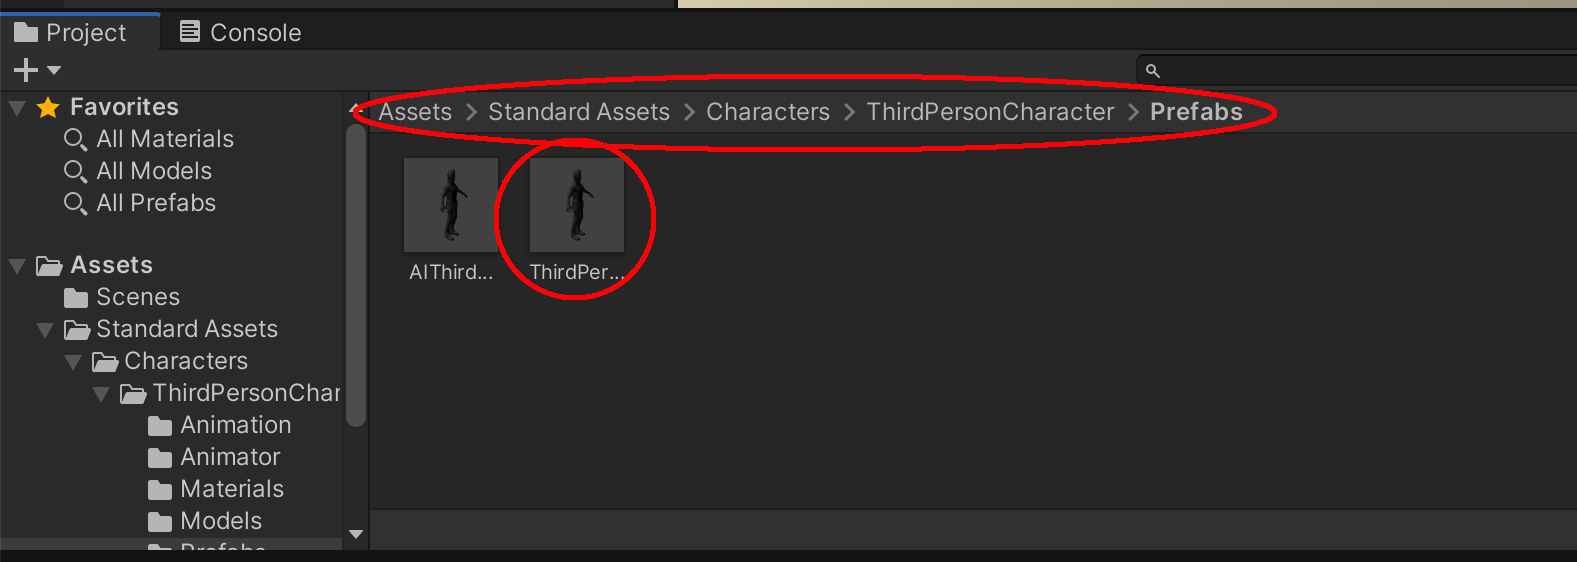 Project
Console
Favorites
All Materials
All Models
All Prefabs
Assets
Scenes
Standard Assets
Characters
ThirdPersonChar
Animation
Animator
Materials
Models
Prefabs
Assets > Standard Assets > Characters > ThirdPersonCharacter > Prefabs
AIThird...
ThirdPer...